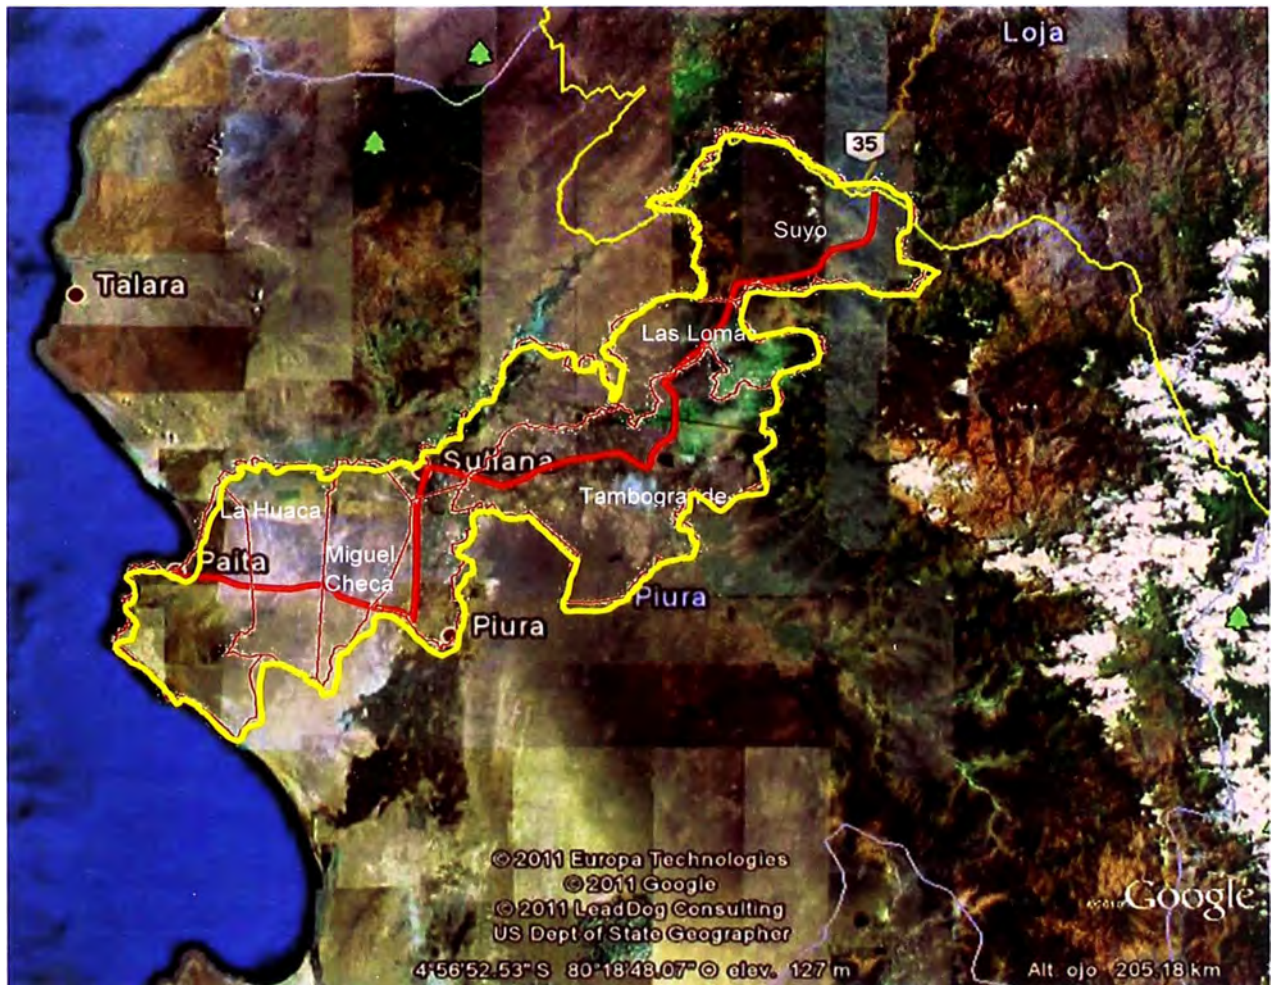 Loja
35
Suyo
Talara
Las Lomas
Sullana
Tambogrande
La Huaca
Miguel
Checa
Paita
Piura
Piura
© 2011 Europa Technologies
© 2011 Google
© 2011 LeadDog Consulting
US Dept of State Geographer
©2010 Google
4°56'52.53" S 80°18'48.07" O elev. 127 m
Alt. ojo 205.18 km